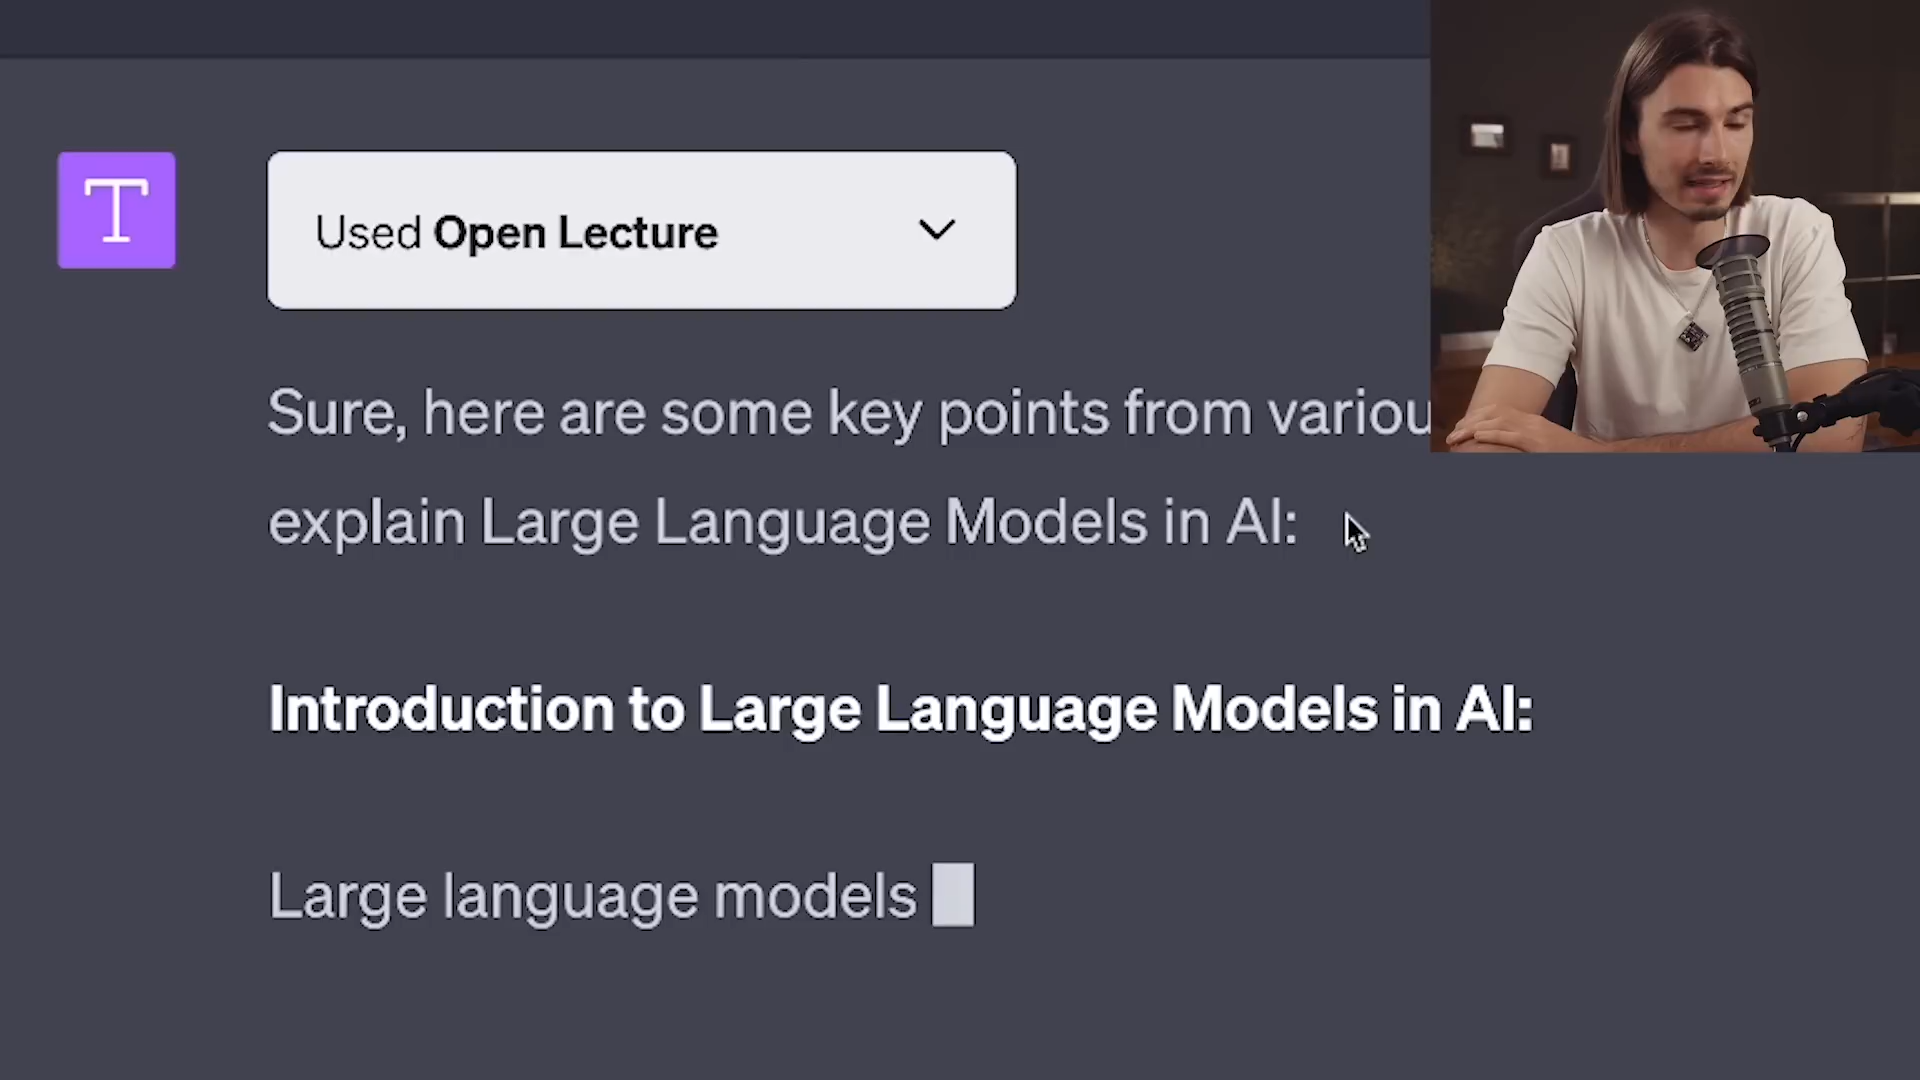 T
Used Open Lecture
Sure, here are some key points from
explain Large Language Models in AI:
Introduction to Large Language Models in AI:
Large language models